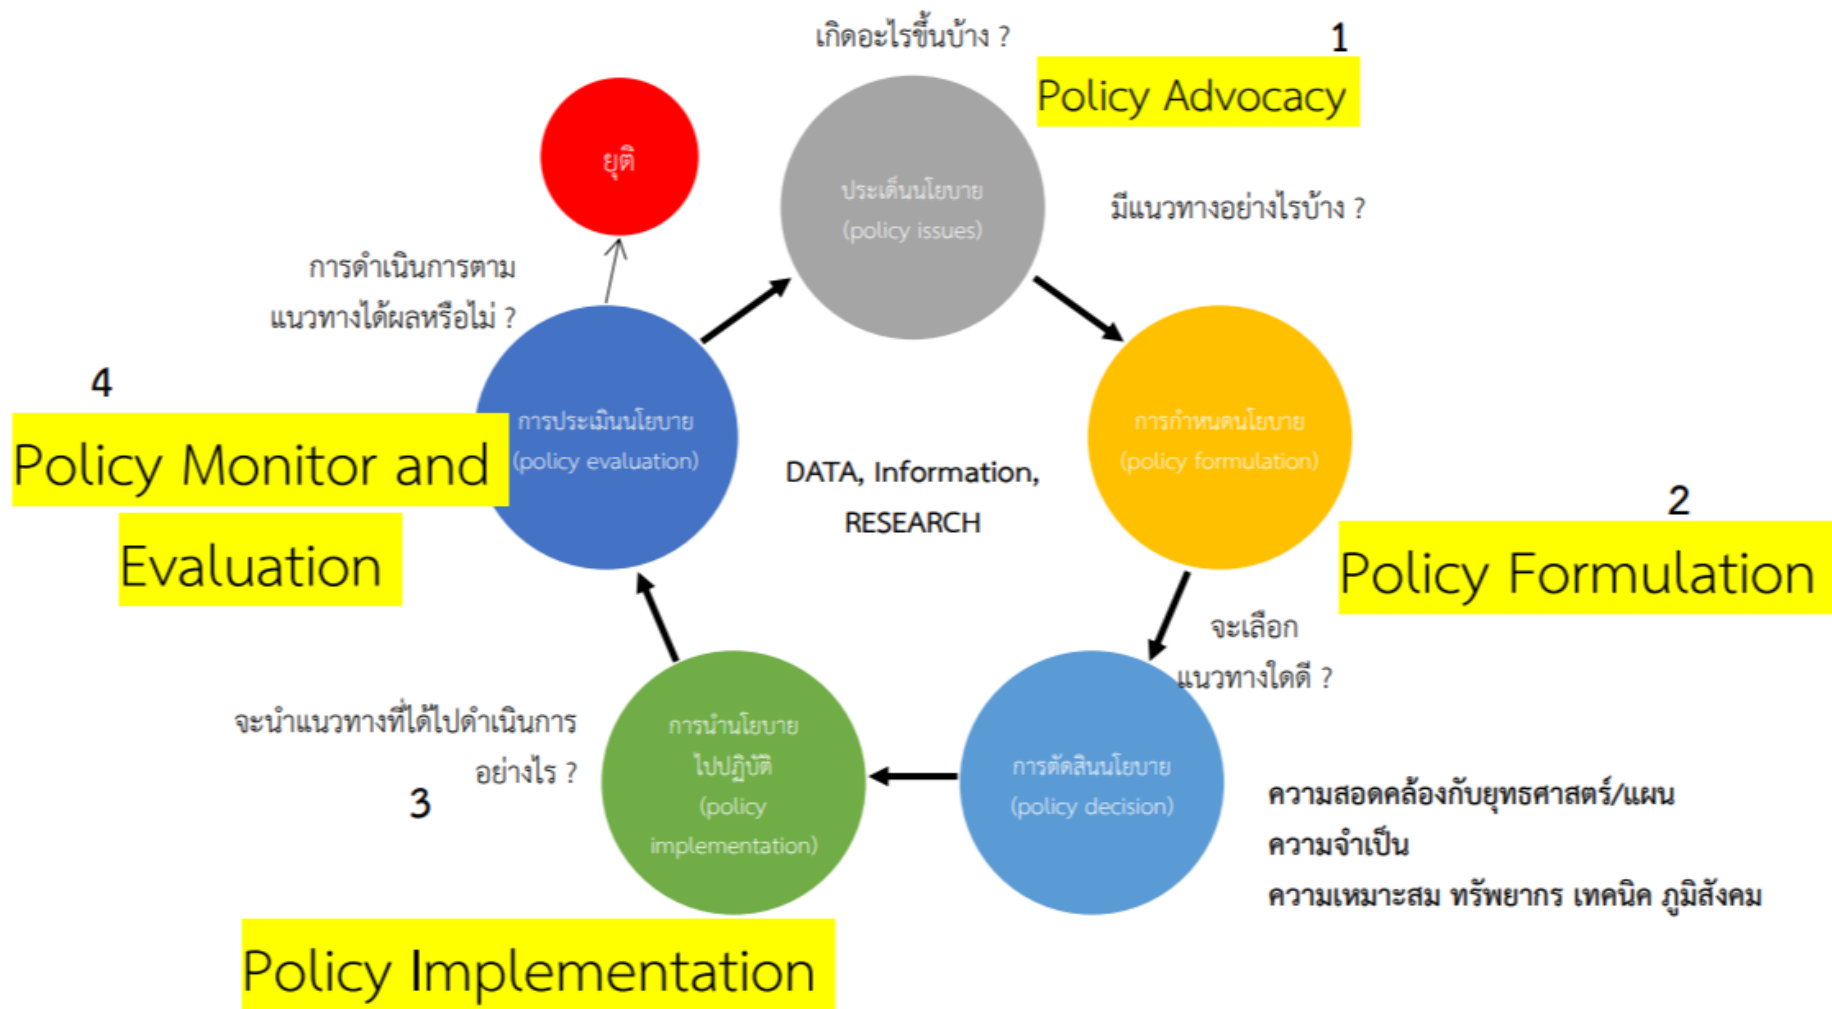 เกิดอะไรขึ้นบ้าง ?
1
Policy Advocacy
ยุติ
ประเด็นนโยบาย
(policy issues)
มีแนวทางอย่างไรบ้าง ?
การดำเนินการตาม
แนวทางได้ผลหรือไม่ ?
4
Policy Monitor and
Evaluation
การประเมินนโยบาย
(policy evaluation)
DATA, Information,
RESEARCH
การกำหนดนโยบาย
(policy formulation)
2
Policy Formulation
จะเลือก
แนวทางใดดี ?
จะนำแนวทางที่ได้ไปดำเนินการ
อย่างไร ?
3
การนำนโยบาย
ไปปฏิบัติ
(policy
implementation)
การตัดสินนโยบาย
(policy decision)
ความสอดคล้องกับยุทธศาสตร์/แผน
ความจำเป็น
ความเหมาะสม ทรัพยากร เทคนิค ภูมิสังคม
Policy Implementation